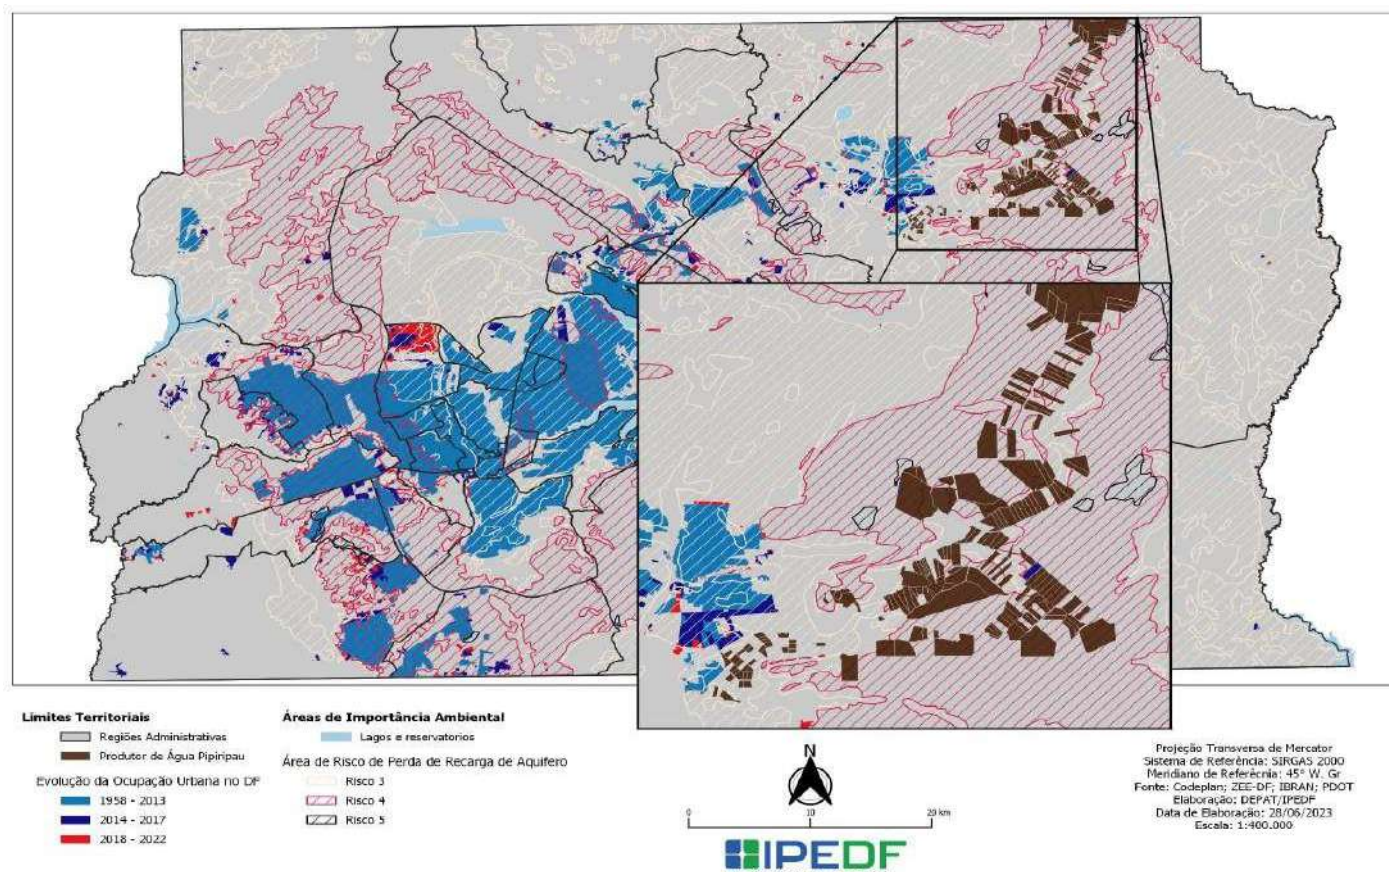 Limites Territoriais
Regiões Administrativas
Produtor de Água Pipiripau
Evolução da Ocupação Urbana no DF
1958 - 2013
2014 - 2017
2018 - 2022
Áreas de Importância Ambiental
Lagos e reservatorios
Área de Risco de Perda de Recarga de Aquifero
Risco 3
Risco 4
Risco 5
N
0 10 20 km
IPEDF
Projeção Transversa de Mercator
Sistema de Referência: SIRGAS 2000
Meridiano de Referêcnia: 45° W. Gr
Fonte: Codeplan; ZEE-DF; IBRAN; PDOT
Elaboração: DEPAT/IPEDF
Data de Elaboração: 28/06/2023
Escala: 1:400.000